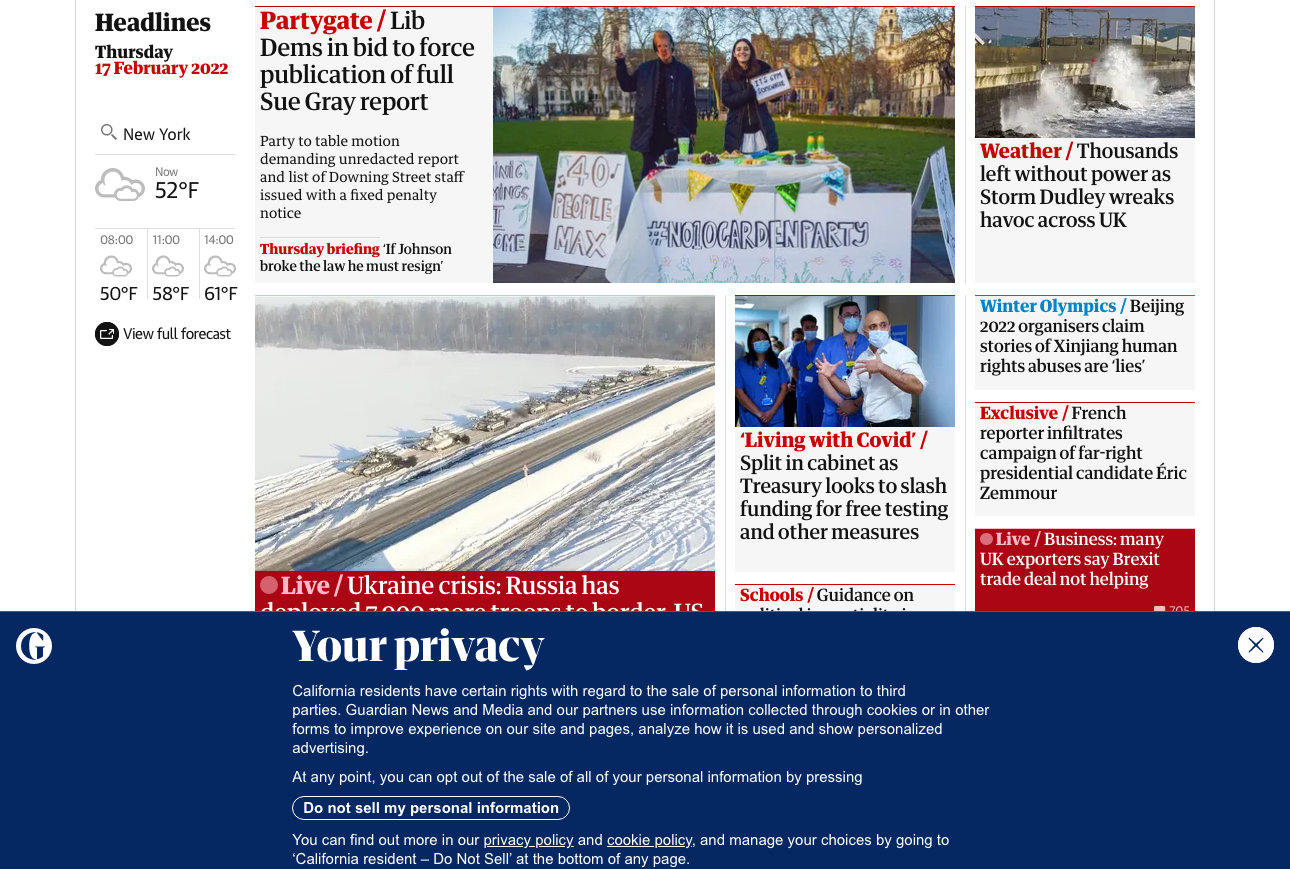 Headlines
Thursday
17 February 2022
New York
Now
52°F
08:00
11:00
14:00
50°F
58°F
61°F
View full forecast
Partygate / Lib
Dems in bid to force
publication of full
Sue Gray report
Party to table motion
demanding unredacted report
and list of Downing Street staff
issued with a fixed penalty
notice
Thursday briefing ‘If Johnson
broke the law he must resign’
IT'S 6PM
SOMEWHERE
40
PEOPLE
MAX
#NO10GARDENPARTY
Weather / Thousands
left without power as
Storm Dudley wreaks
havoc across UK
Live / Ukraine crisis: Russia has
deployed 7,000 more troops to border, US
‘Living with Covid’ /
Split in cabinet as
Treasury looks to slash
funding for free testing
and other measures
Schools / Guidance on
Winter Olympics / Beijing
2022 organisers claim
stories of Xinjiang human
rights abuses are ‘lies’
Exclusive / French
reporter infiltrates
campaign of far-right
presidential candidate Éric
Zemmour
Live / Business: many
UK exporters say Brexit
trade deal not helping
705
Your privacy
California residents have certain rights with regard to the sale of personal information to third
parties. Guardian News and Media and our partners use information collected through cookies or in other
forms to improve experience on our site and pages, analyze how it is used and show personalized
advertising.
At any point, you can opt out of the sale of all of your personal information by pressing
Do not sell my personal information
You can find out more in our privacy policy and cookie policy, and manage your choices by going to
‘California resident – Do Not Sell’ at the bottom of any page.